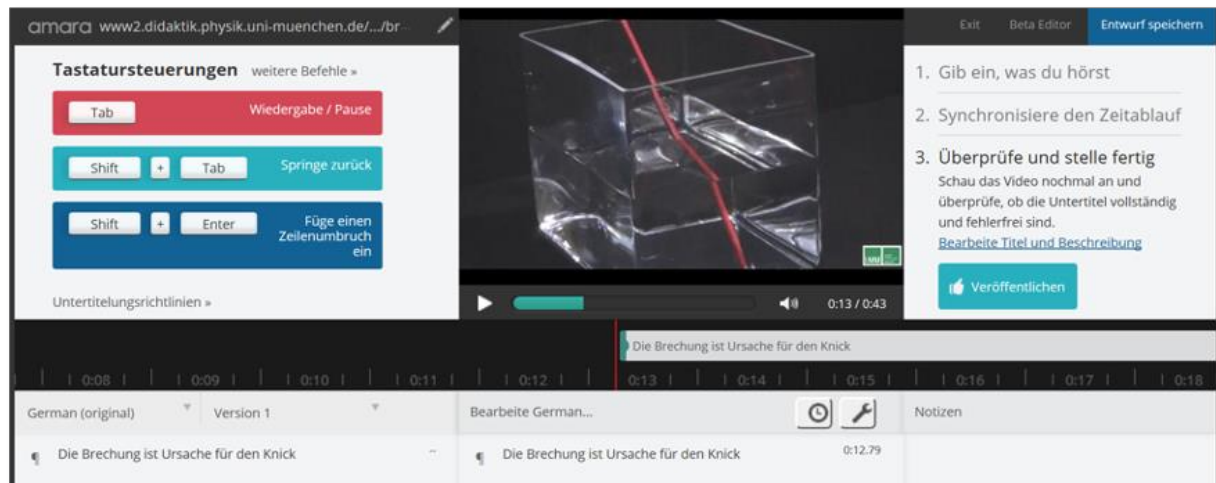 amara www2.didaktik.physik.uni-muenchen.de/.../br
Exit Beta Editor Entwurf speichern
Tastatursteuerungen weitere Befehle »
Tab Wiedergabe / Pause
Shift + Tab Springe zurück
Shift + Enter Füge einen
Zeilenumbruch
ein
Untertitelungsrichtlinien »
0:13 / 0:43
1. Gib ein, was du hörst
2. Synchronisiere den Zeitablauf
3. Überprüfe und stelle fertig
Schau das Video nochmal an und
überprüfe, ob die Untertitel vollständig
und fehlerfrei sind.
Bearbeite Titel und Beschreibung
Veröffentlichen
Die Brechung ist Ursache für den Knick
0:08 0:09 0:10 0:11 0:12 0:13 0:14 0:15 0:16 0:17 0:18
German (original) Version 1 Bearbeite German... Notizen
¶ Die Brechung ist Ursache für den Knick -- ¶ Die Brechung ist Ursache für den Knick 0:12.79